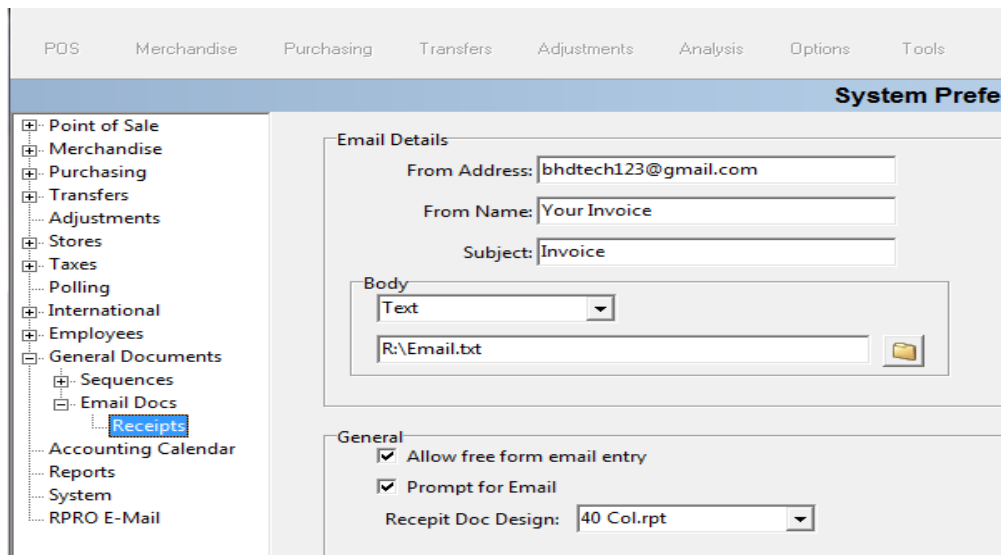 POS Merchandise Purchasing Transfers Adjustments Analysis Options Tools
System Prefe
Point of Sale
Merchandise
Purchasing
Transfers
Adjustments
Stores
Taxes
Polling
International
Employees
General Documents
Sequences
Email Docs
Receipts
Accounting Calendar
Reports
System
RPRO E-Mail
Email Details
From Address: bhdtech123@gmail.com
From Name: Your Invoice
Subject: Invoice
Body
Text
R:\Email.txt
General
Allow free form email entry
Prompt for Email
Recepit Doc Design: 40 Col.rpt